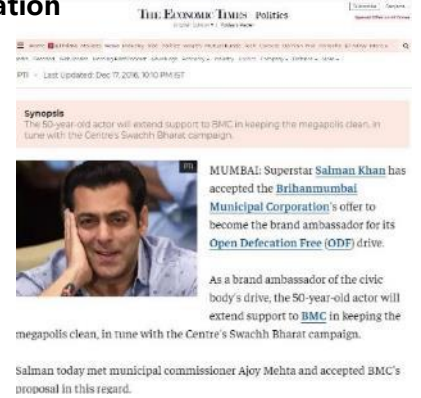 ation
THE ECONOMIC TIMES Politics
PTI • Last Updated: Dec 17, 2016, 10:10 PM IST
Synopsis
The 50-year-old actor will extend support to BMC in keeping the megapolis clean, in
tune with the Centre's Swachh Bharat campaign.
PTI
MUMBAI: Superstar Salman Khan has
accepted the Brihanmumbai
Municipal Corporation's offer to
become the brand ambassador for its
Open Defecation Free (ODF) drive.
As a brand ambassador of the civic
body's drive, the 50-year-old actor will
extend support to BMC in keeping the
megapolis clean, in tune with the Centre's Swachh Bharat campaign.
Salman today met municipal commissioner Ajoy Mehta and accepted BMC's
proposal in this regard.